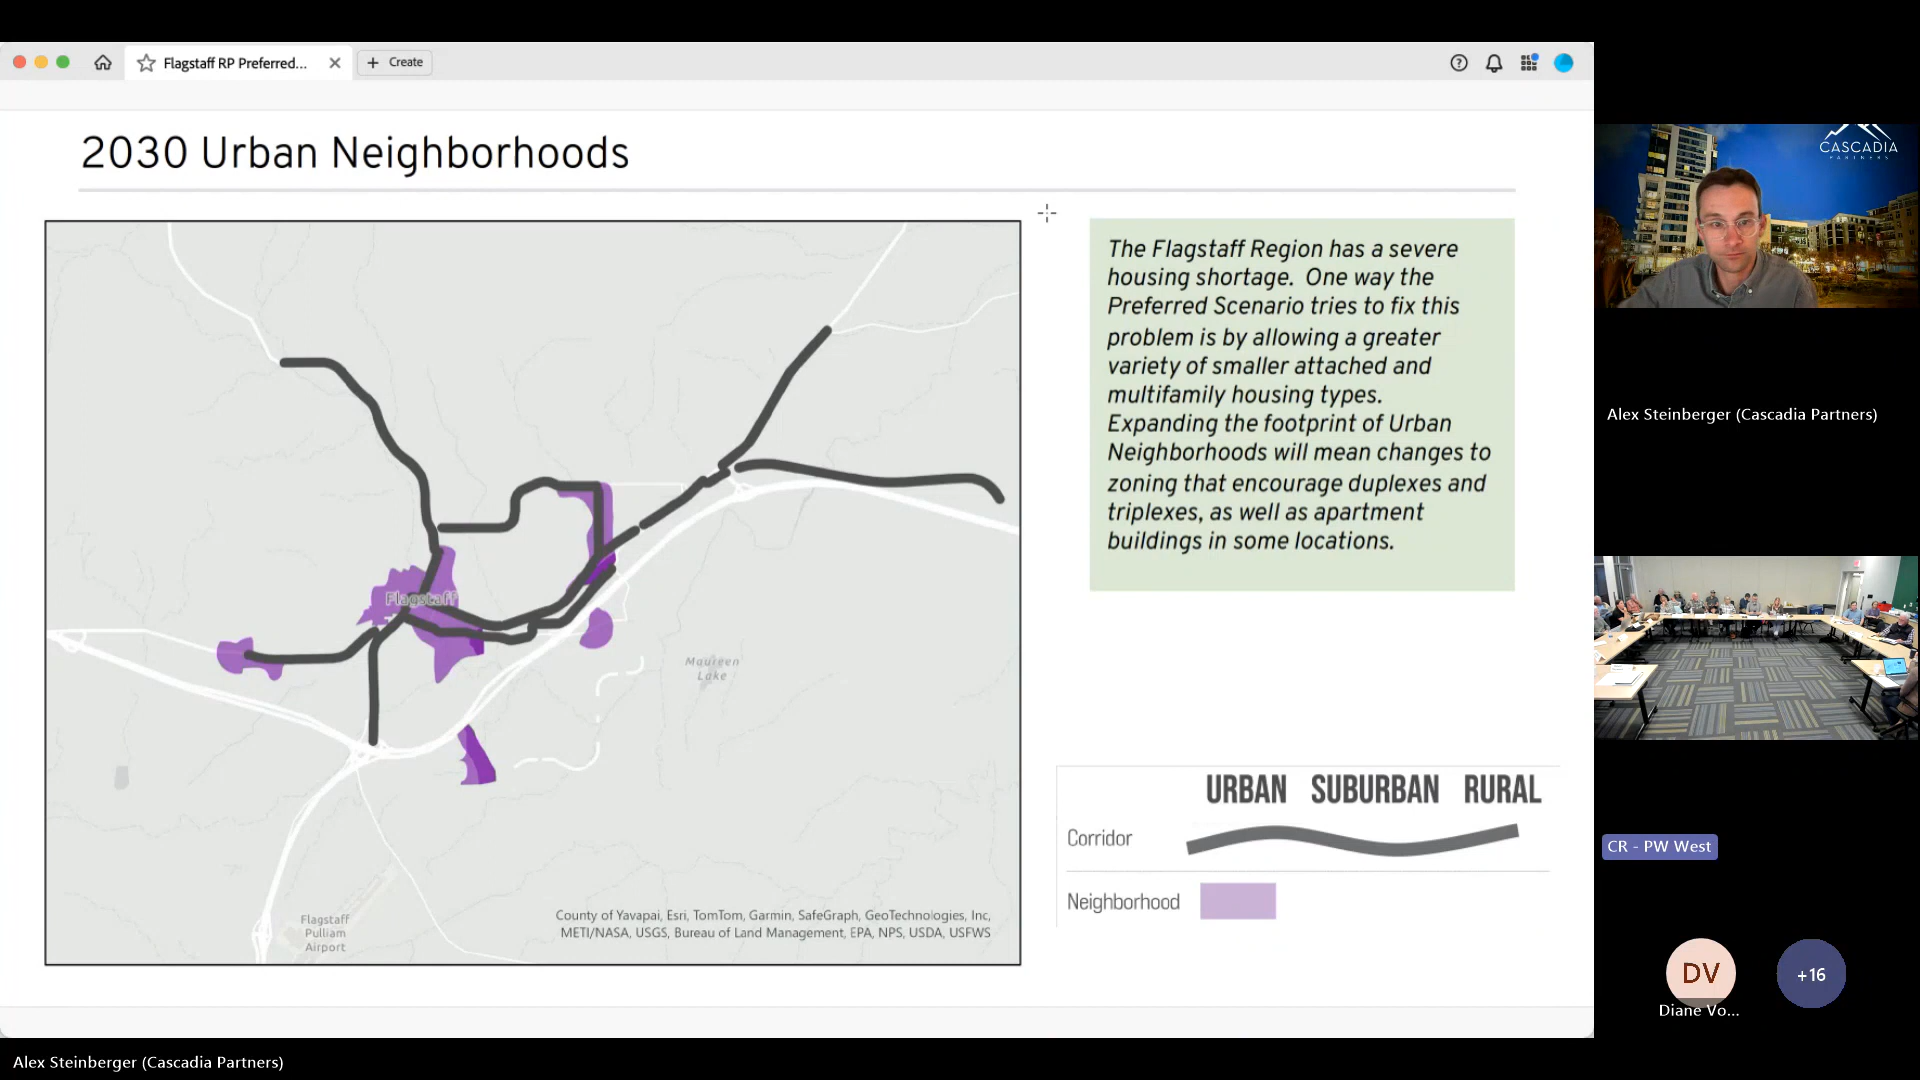 Flagstaff RP Preferred...
Create
2030 Urban Neighborhoods
The Flagstaff Region has a severe
housing shortage. One way the
Preferred Scenario tries to fix this
problem is by allowing a greater
variety of smaller attached and
multifamily housing types.
Expanding the footprint of Urban
Neighborhoods will mean changes to
zoning that encourage duplexes and
triplexes, as well as apartment
buildings in some locations.
Flagstaff
Maureen
Lake
Flagstaff
Pulliam
Airport
County of Yavapai, Esri, TomTom, Garmin, SafeGraph, GeoTechnologies, Inc,
METI/NASA, USGS, Bureau of Land Management, EPA, NPS, USDA, USFWS
URBAN SUBURBAN RURAL
Corridor
Neighborhood
CASCADIA
PARTNERS
Alex Steinberger (Cascadia Partners)
CR - PW West
DV
+16
Diane Vo...
Alex Steinberger (Cascadia Partners)